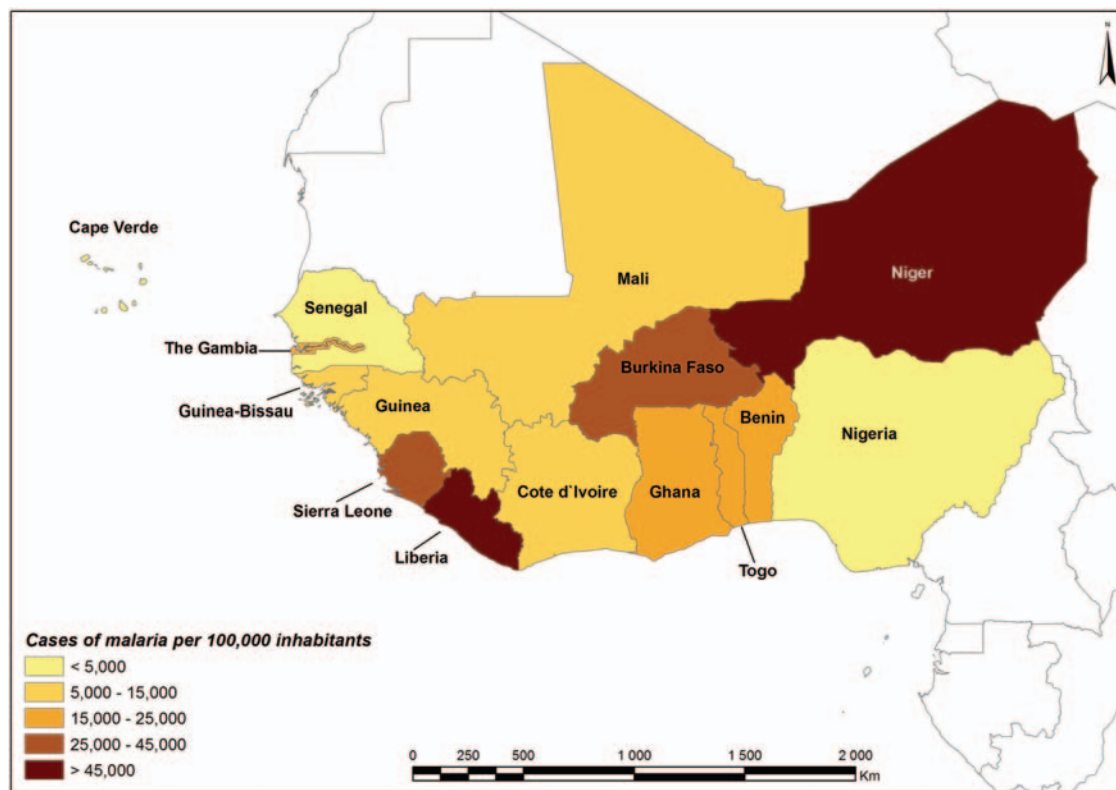 N
Cape Verde
Niger
Mali
Senegal
The Gambia
Burkina Faso
Guinea-Bissau
Guinea
Benin
Nigeria
Cote d`Ivoire
Ghana
Sierra Leone
Liberia
Togo
Cases of malaria per 100,000 inhabitants
< 5,000
5,000 - 15,000
15,000 - 25,000
25,000 - 45,000
> 45,000
0 250 500 1 000 1 500 2 000
Km